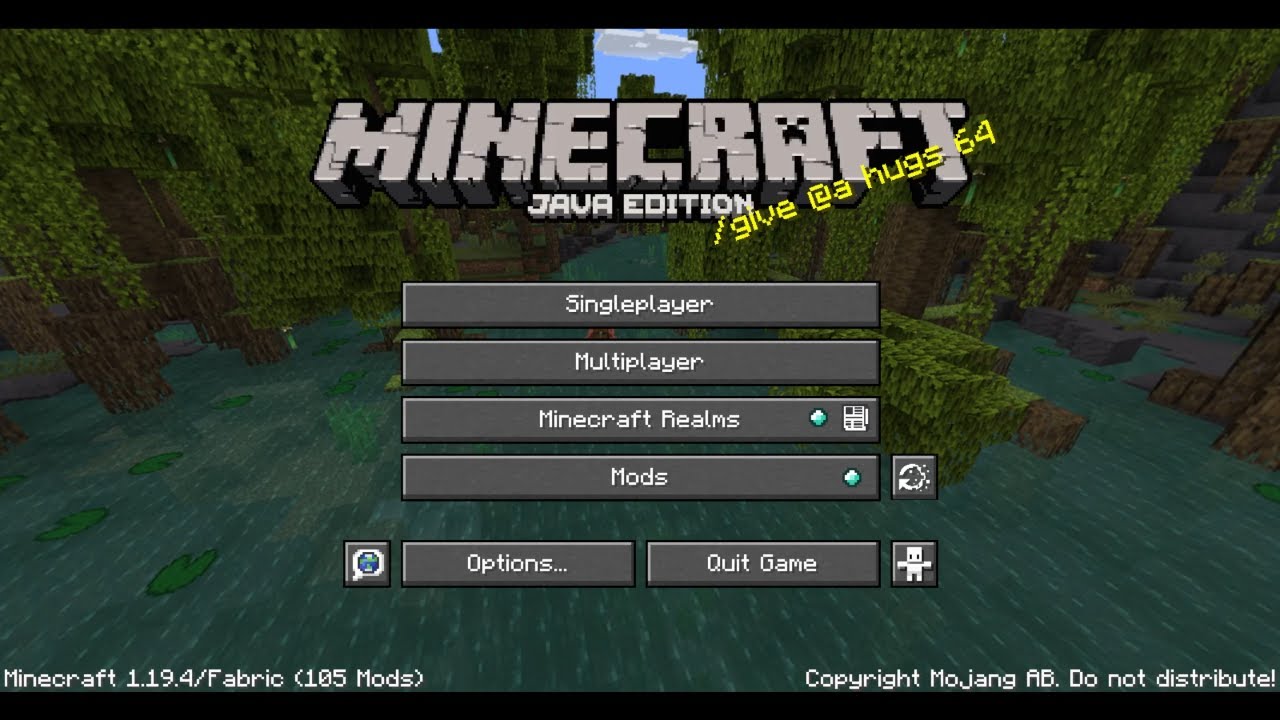 MINECRAFT
JAVA EDITION
/give @a hugs 64
Singleplayer
Multiplayer
Minecraft Realms
Mods
Options...
Quit Game
Minecraft 1.19.4/Fabric (105 Mods)
Copyright Mojang AB. Do not distribute!